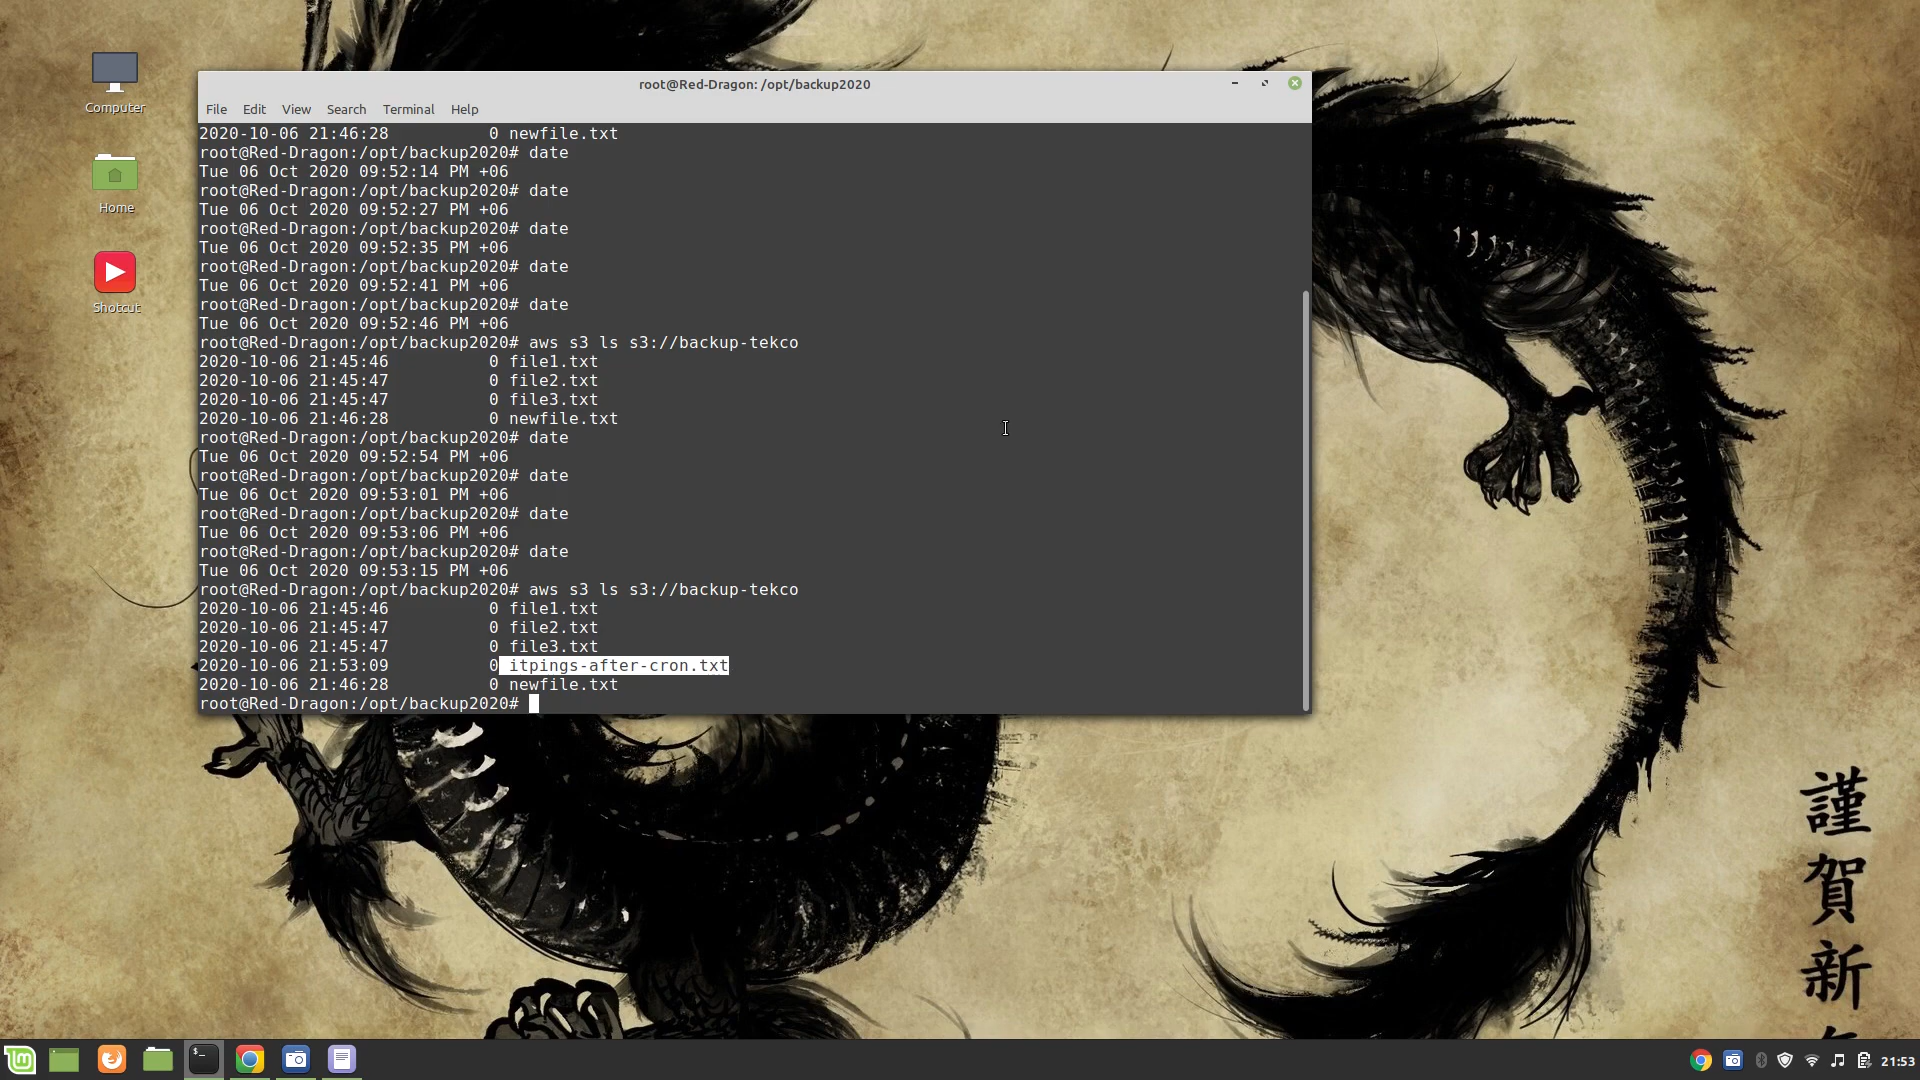 Computer
Home
Shotcut
root@Red-Dragon: /opt/backup2020
File Edit View Search Terminal Help
2020-10-06 21:46:28          0 newfile.txt
root@Red-Dragon:/opt/backup2020# date
Tue 06 Oct 2020 09:52:14 PM +06
root@Red-Dragon:/opt/backup2020# date
Tue 06 Oct 2020 09:52:27 PM +06
root@Red-Dragon:/opt/backup2020# date
Tue 06 Oct 2020 09:52:35 PM +06
root@Red-Dragon:/opt/backup2020# date
Tue 06 Oct 2020 09:52:41 PM +06
root@Red-Dragon:/opt/backup2020# date
Tue 06 Oct 2020 09:52:46 PM +06
root@Red-Dragon:/opt/backup2020# aws s3 ls s3://backup-tekco
2020-10-06 21:45:46          0 file1.txt
2020-10-06 21:45:47          0 file2.txt
2020-10-06 21:45:47          0 file3.txt
2020-10-06 21:46:28          0 newfile.txt
root@Red-Dragon:/opt/backup2020# date
Tue 06 Oct 2020 09:52:54 PM +06
root@Red-Dragon:/opt/backup2020# date
Tue 06 Oct 2020 09:53:01 PM +06
root@Red-Dragon:/opt/backup2020# date
Tue 06 Oct 2020 09:53:06 PM +06
root@Red-Dragon:/opt/backup2020# date
Tue 06 Oct 2020 09:53:15 PM +06
root@Red-Dragon:/opt/backup2020# aws s3 ls s3://backup-tekco
2020-10-06 21:45:46          0 file1.txt
2020-10-06 21:45:47          0 file2.txt
2020-10-06 21:45:47          0 file3.txt
2020-10-06 21:53:09          0 itpings-after-cron.txt
2020-10-06 21:46:28          0 newfile.txt
root@Red-Dragon:/opt/backup2020#
謹賀新
21:53